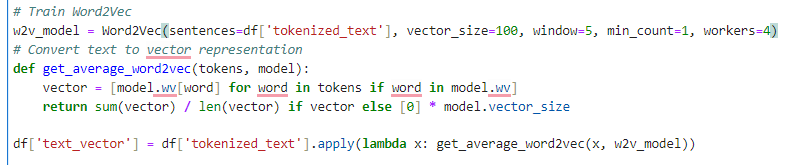 # Train Word2Vec
w2v_model = Word2Vec(sentences=df['tokenized_text'], vector_size=100, window=5, min_count=1, workers=4)
# Convert text to vector representation
def get_average_word2vec(tokens, model):
    vector = [model.wv[word] for word in tokens if word in model.wv]
    return sum(vector) / len(vector) if vector else [0] * model.vector_size

df['text_vector'] = df['tokenized_text'].apply(lambda x: get_average_word2vec(x, w2v_model))